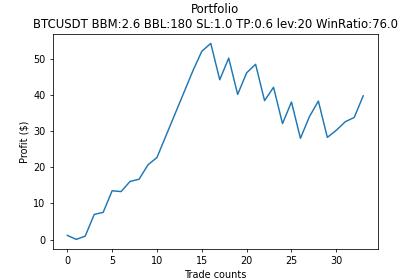 Portfolio
BTCUSDT BBM:2.6 BBL:180 SL:1.0 TP:0.6 lev:20 WinRatio:76.0
50
40
30
20
10
0
Profit ($)
0 5 10 15 20 25 30
Trade counts